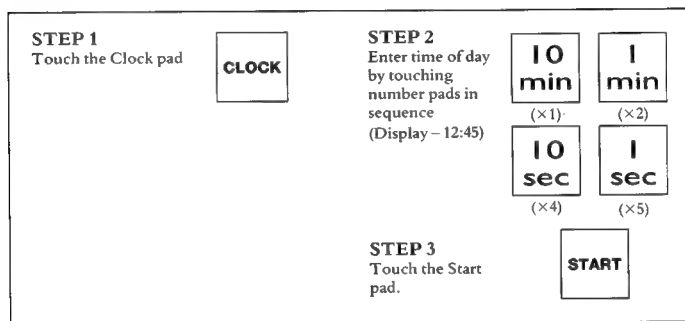 STEP 1
Touch the Clock pad
CLOCK
STEP 2
Enter time of day
by touching
number pads in
sequence
(Display – 12:45)
10
min
(×1)
1
min
(×2)
10
sec
(×4)
1
sec
(×5)
STEP 3
Touch the Start
pad.
START